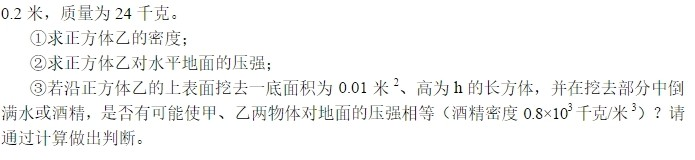 0.2 米，质量为 24 千克。
①求正方体乙的密度；
②求正方体乙对水平地面的压强；
③若沿正方体乙的上表面挖去一底面积为 0.01 米²、高为 h 的长方体，并在挖去部分中倒
满水或酒精，是否有可能使甲、乙两物体对地面的压强相等（酒精密度 0.8×10³千克/米³）？请
通过计算做出判断。